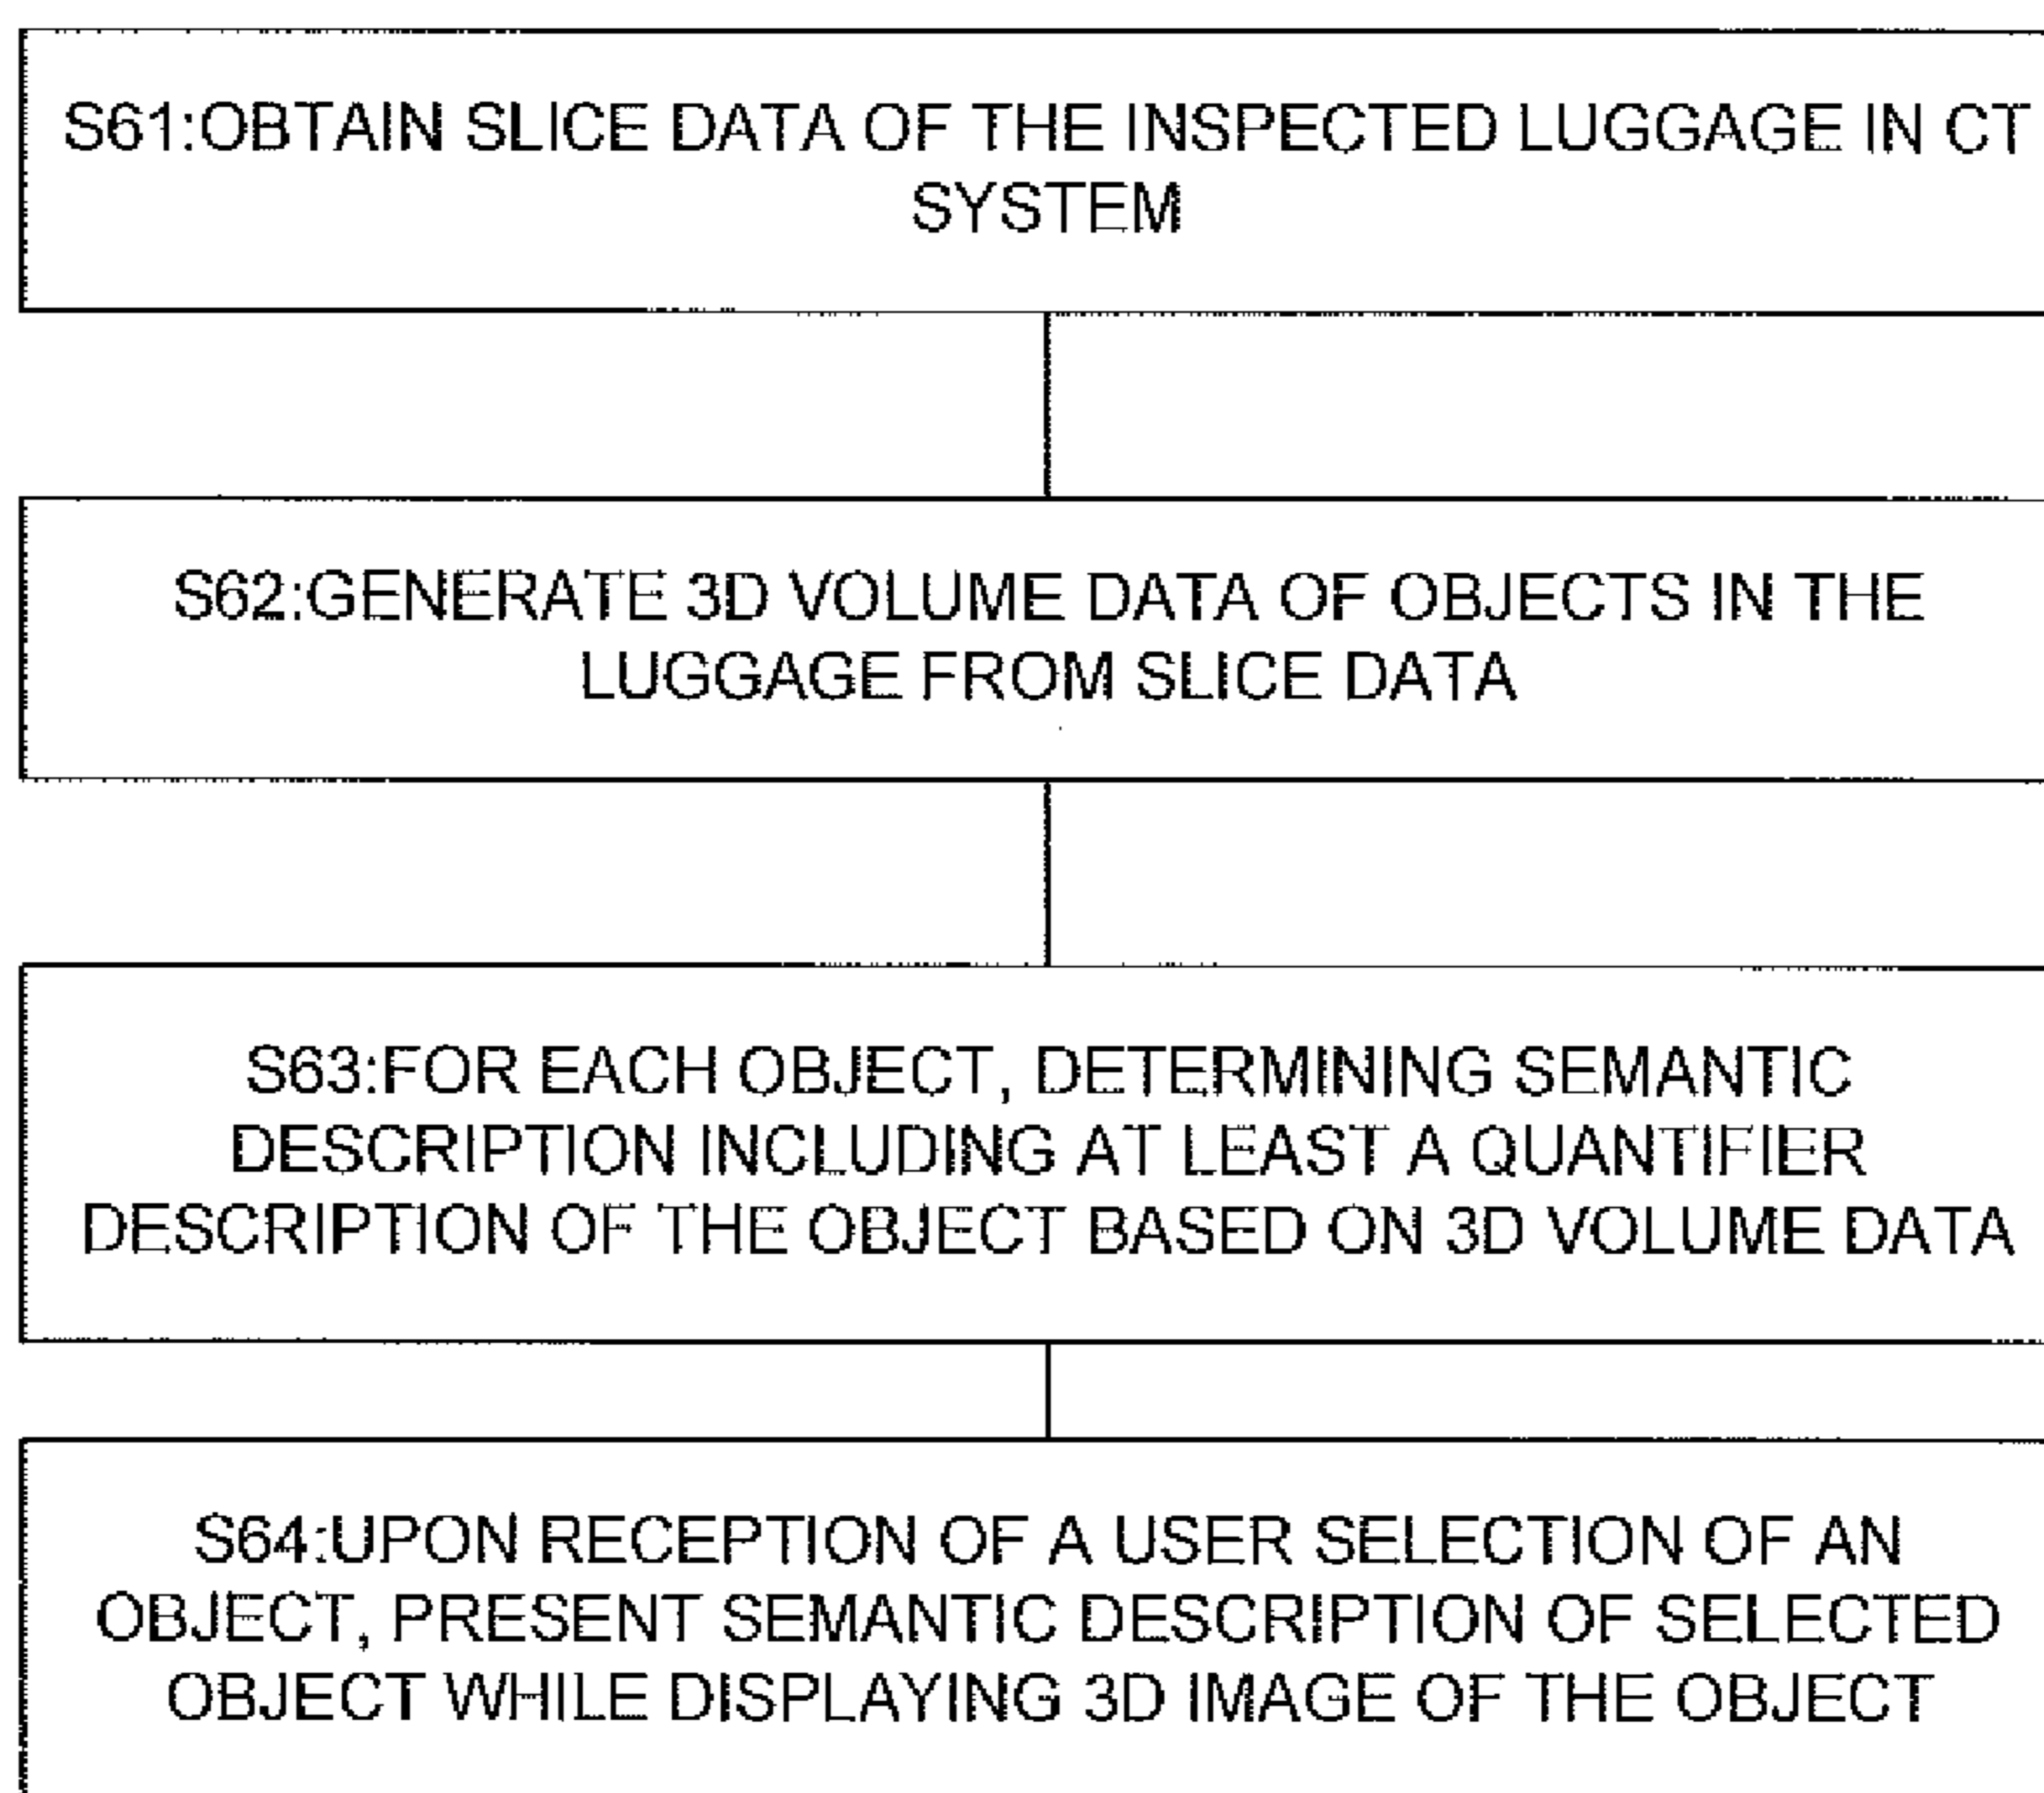 S61:OBTAIN SLICE DATA OF THE INSPECTED LUGGAGE IN CT
SYSTEM
S62:GENERATE 3D VOLUME DATA OF OBJECTS IN THE
LUGGAGE FROM SLICE DATA
S63:FOR EACH OBJECT, DETERMINING SEMANTIC
DESCRIPTION INCLUDING AT LEAST A QUANTIFIER
DESCRIPTION OF THE OBJECT BASED ON 3D VOLUME DATA
S64:UPON RECEPTION OF A USER SELECTION OF AN
OBJECT, PRESENT SEMANTIC DESCRIPTION OF SELECTED
OBJECT WHILE DISPLAYING 3D IMAGE OF THE OBJECT